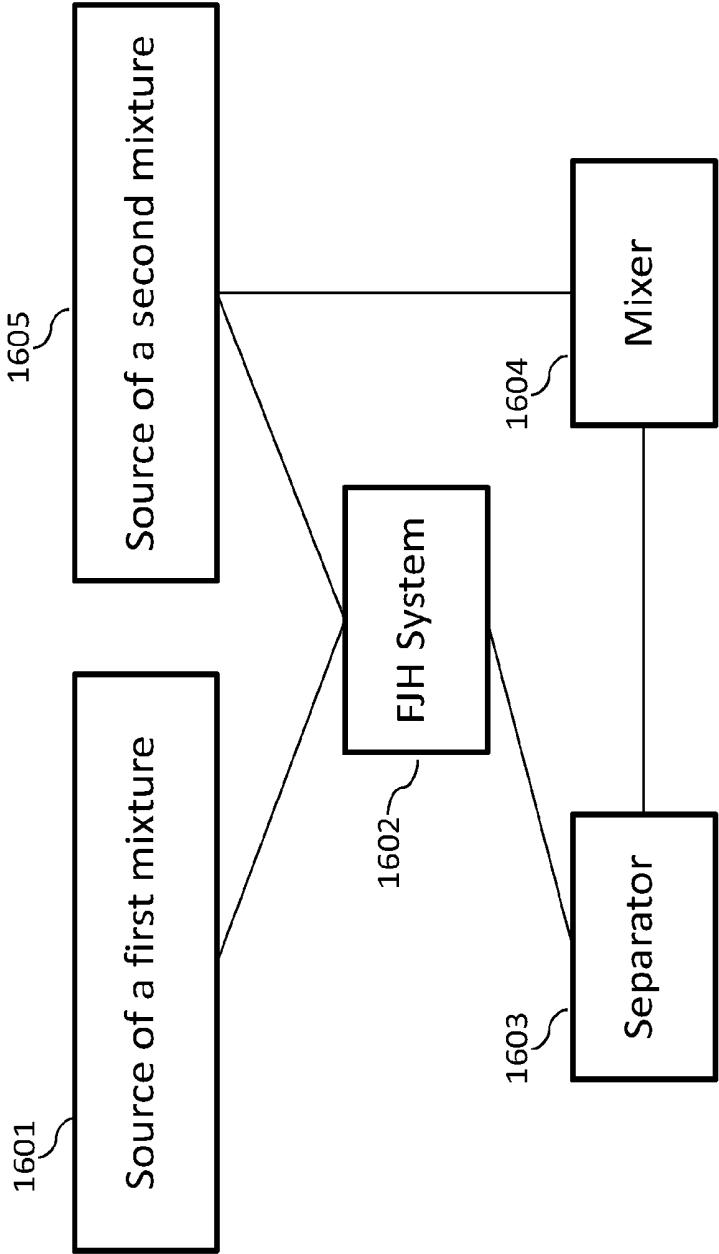 1601
Source of a first mixture
1605
Source of a second mixture
1602
FJH System
1603
Separator
1604
Mixer